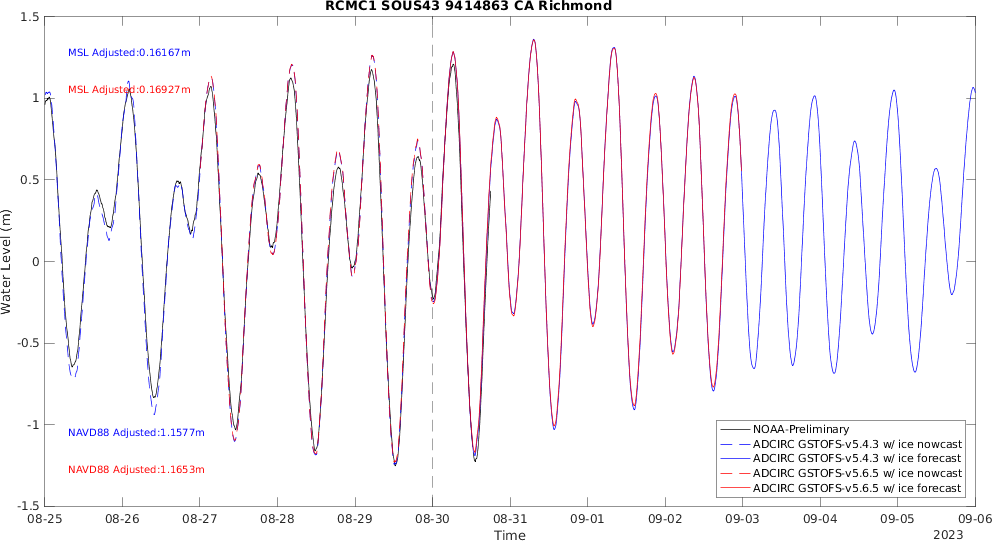 RCMC1 SOUS43 9414863 CA Richmond
1.5
1
0.5
0
-0.5
-1
-1.5
Water Level (m)
MSL Adjusted:0.16167m
MSL Adjusted:0.16927m
NAVD88 Adjusted:1.1577m
NAVD88 Adjusted:1.1653m
NOAA-Preliminary
ADCIRC GSTOFS-v5.4.3 w/ ice nowcast
ADCIRC GSTOFS-v5.4.3 w/ ice forecast
ADCIRC GSTOFS-v5.6.5 w/ ice nowcast
ADCIRC GSTOFS-v5.6.5 w/ ice forecast
08-25 08-26 08-27 08-28 08-29 08-30 08-31 09-01 09-02 09-03 09-04 09-05 09-06
Time
2023